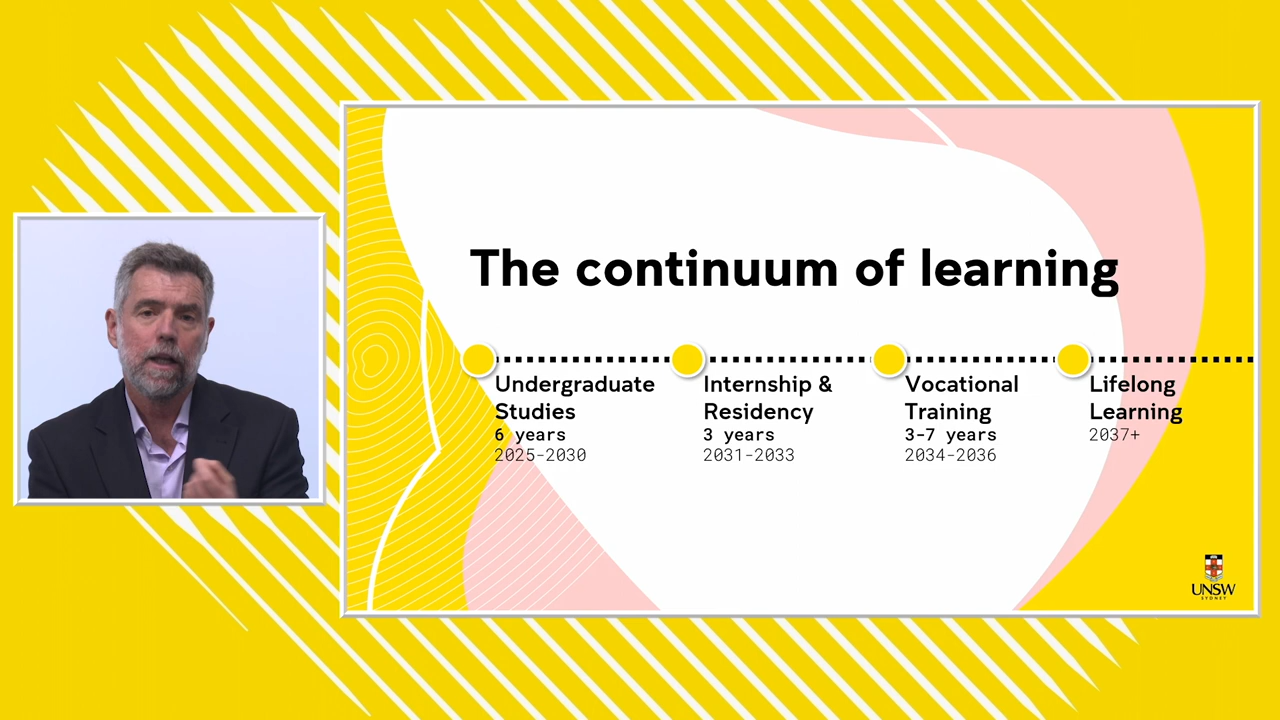 The continuum of learning
Undergraduate
Studies
6 years
2025-2030
Internship &
Residency
3 years
2031-2033
Vocational
Training
3-7 years
2034-2036
Lifelong
Learning
2037+
UNSW
SYDNEY